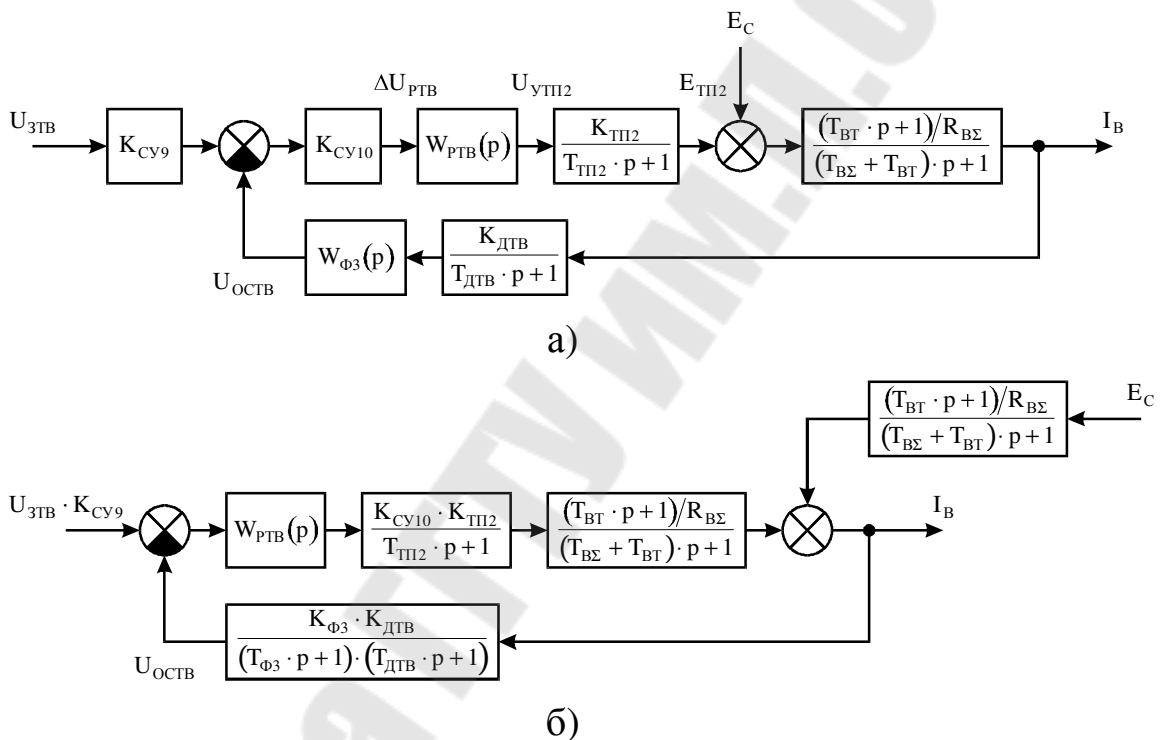 E_C
ΔU_РТВ U_УТП2 E_ТП2
U_ЗТВ K_СУ9 K_СУ10 W_РТВ(p) K_ТП2 / (T_ТП2 · p + 1) (T_ВТ · p + 1)/R_ВΣ / ((T_ВΣ + T_ВТ) · p + 1) I_В
U_ОСТВ W_Ф3(p) K_ДТВ / (T_ДТВ · p + 1)
а)
(T_ВТ · p + 1)/R_ВΣ / ((T_ВΣ + T_ВТ) · p + 1) E_C
U_ЗТВ · K_СУ9 W_РТВ(p) K_СУ10 · K_ТП2 / (T_ТП2 · p + 1) (T_ВТ · p + 1)/R_ВΣ / ((T_ВΣ + T_ВТ) · p + 1) I_В
U_ОСТВ K_Ф3 · K_ДТВ / ((T_Ф3 · p + 1) · (T_ДТВ · p + 1))
б)